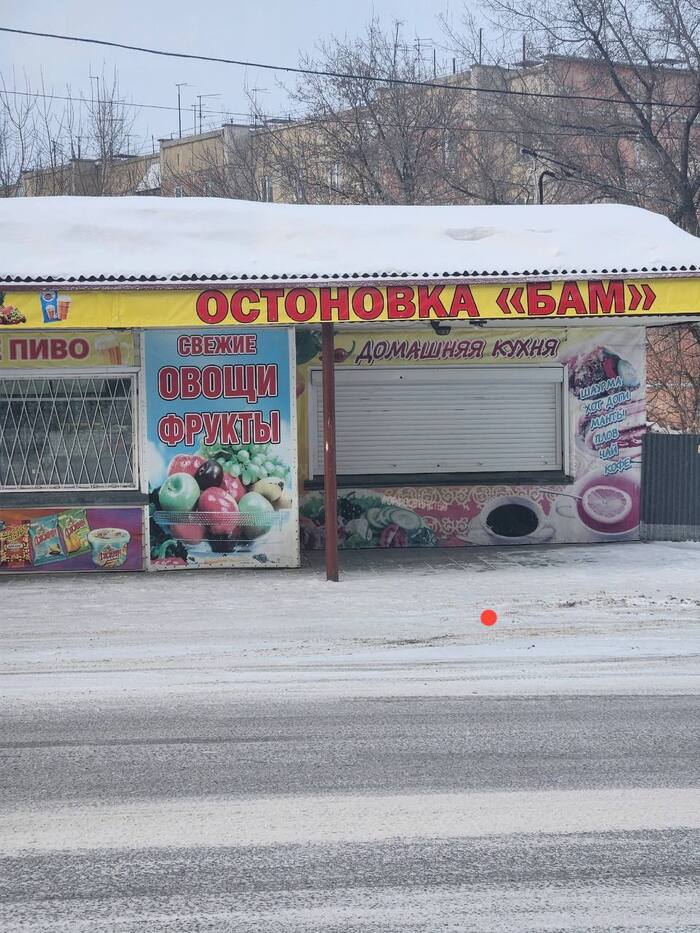 ОСТОНОВКА «БАМ»
ПИВО
СВЕЖИЕ
ОВОЩИ
ФРУКТЫ
ДОМАШНЯЯ КУХНЯ
ШАУРМА
ХОТ ДОГИ
МАНТЫ
ПЛОВ
ЧАЙ
КОФЕ